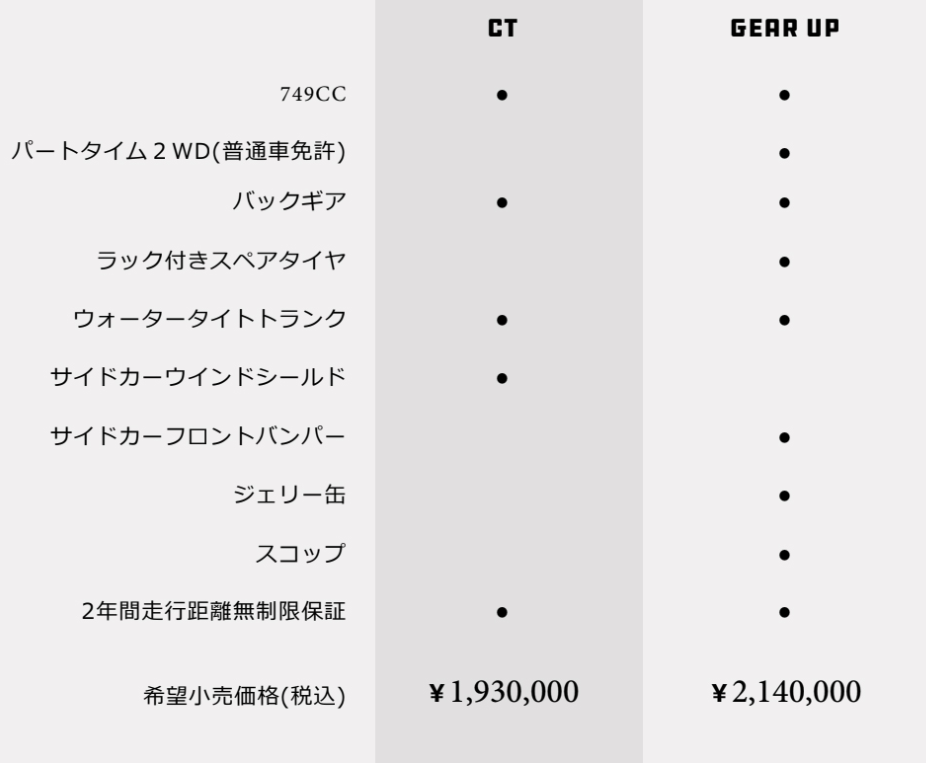 CT GEAR UP
749CC ● ●
パートタイム２WD(普通車免許) ●
バックギア ● ●
ラック付きスペアタイヤ ●
ウォータータイトトランク ● ●
サイドカーウインドシールド ●
サイドカーフロントバンパー ●
ジェリー缶 ●
スコップ ●
2年間走行距離無制限保証 ● ●
希望小売価格(税込) ¥1,930,000 ¥2,140,000